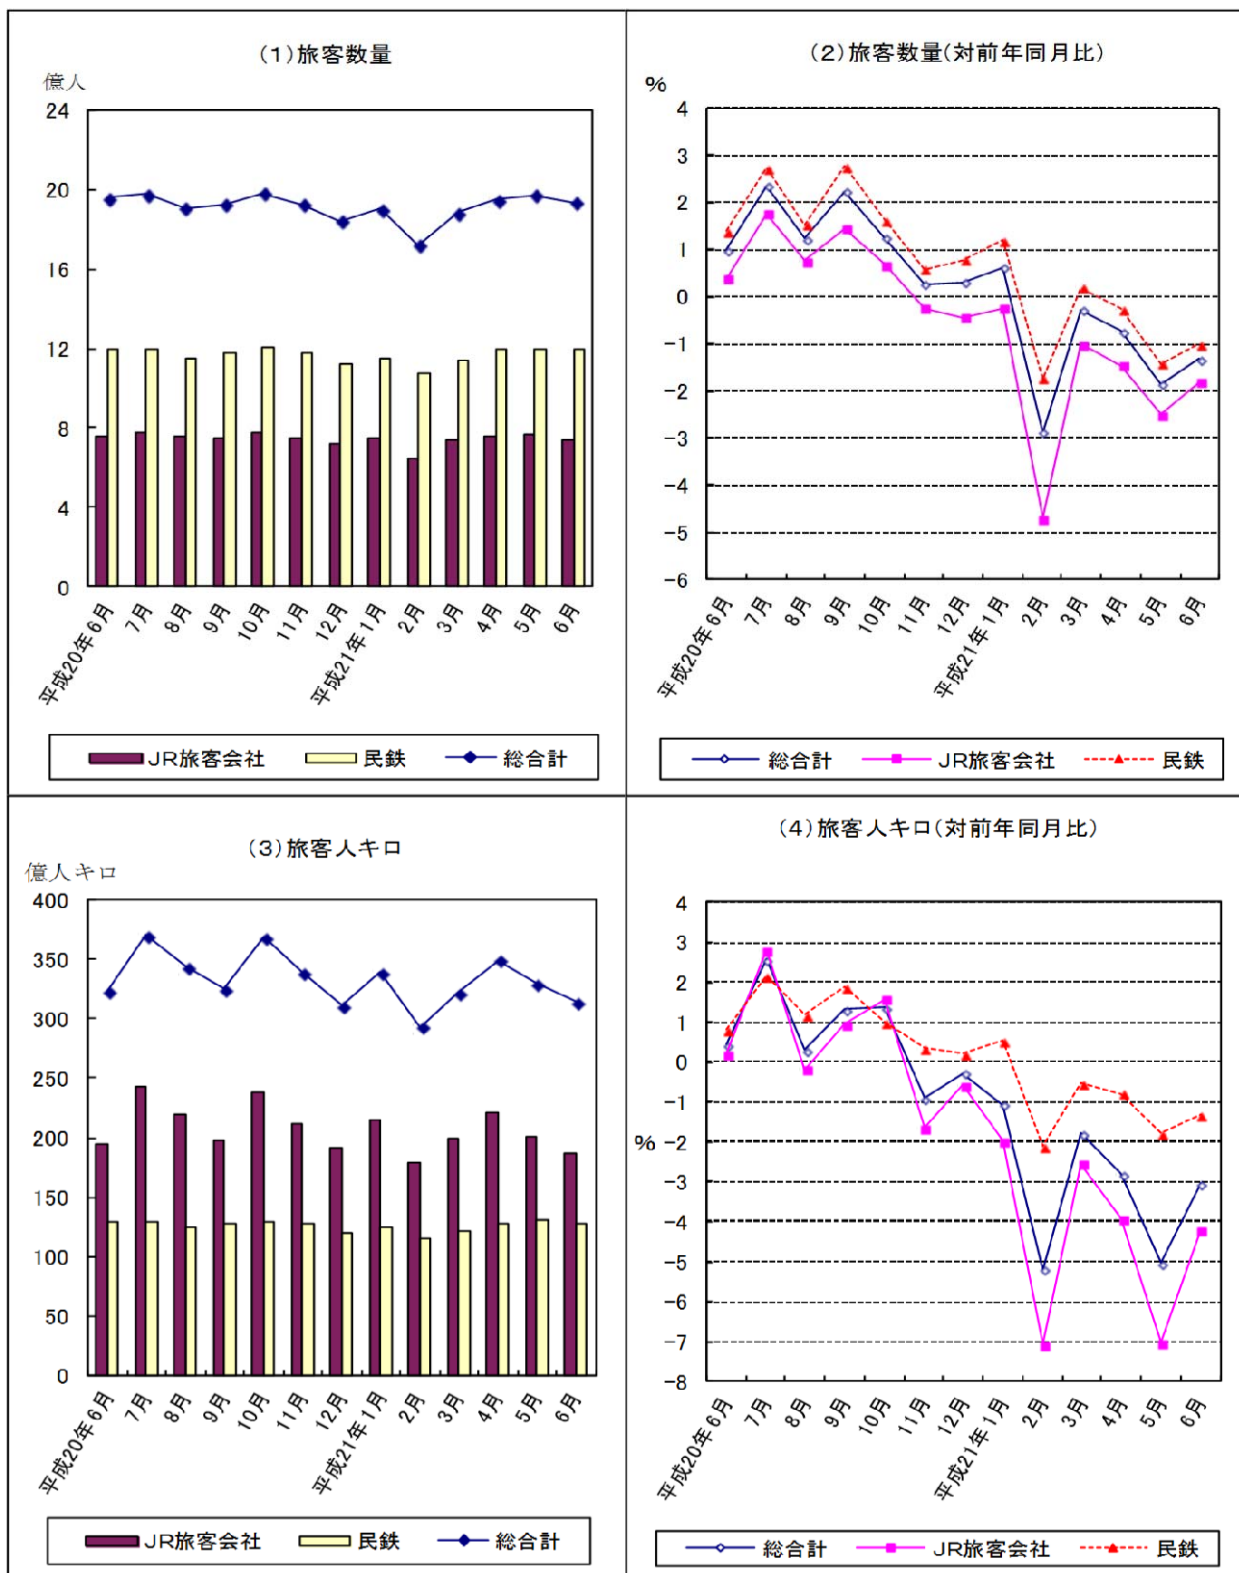 (1)旅客数量
億人
24
20
16
12
8
4
0
平成20年6月 7月 8月 9月 10月 11月 12月 平成21年1月 2月 3月 4月 5月 6月
JR旅客会社 民鉄 総合計
(2)旅客数量(対前年同月比)
%
4
3
2
1
0
-1
-2
-3
-4
-5
-6
平成20年6月 7月 8月 9月 10月 11月 12月 平成21年1月 2月 3月 4月 5月 6月
総合計 JR旅客会社 民鉄
(3)旅客人キロ
億人キロ
400
350
300
250
200
150
100
50
0
平成20年6月 7月 8月 9月 10月 11月 12月 平成21年1月 2月 3月 4月 5月 6月
JR旅客会社 民鉄 総合計
(4)旅客人キロ(対前年同月比)
4
3
2
1
0
-1
% -2
-3
-4
-5
-6
-7
-8
平成20年6月 7月 8月 9月 10月 11月 12月 平成21年1月 2月 3月 4月 5月 6月
総合計 JR旅客会社 民鉄